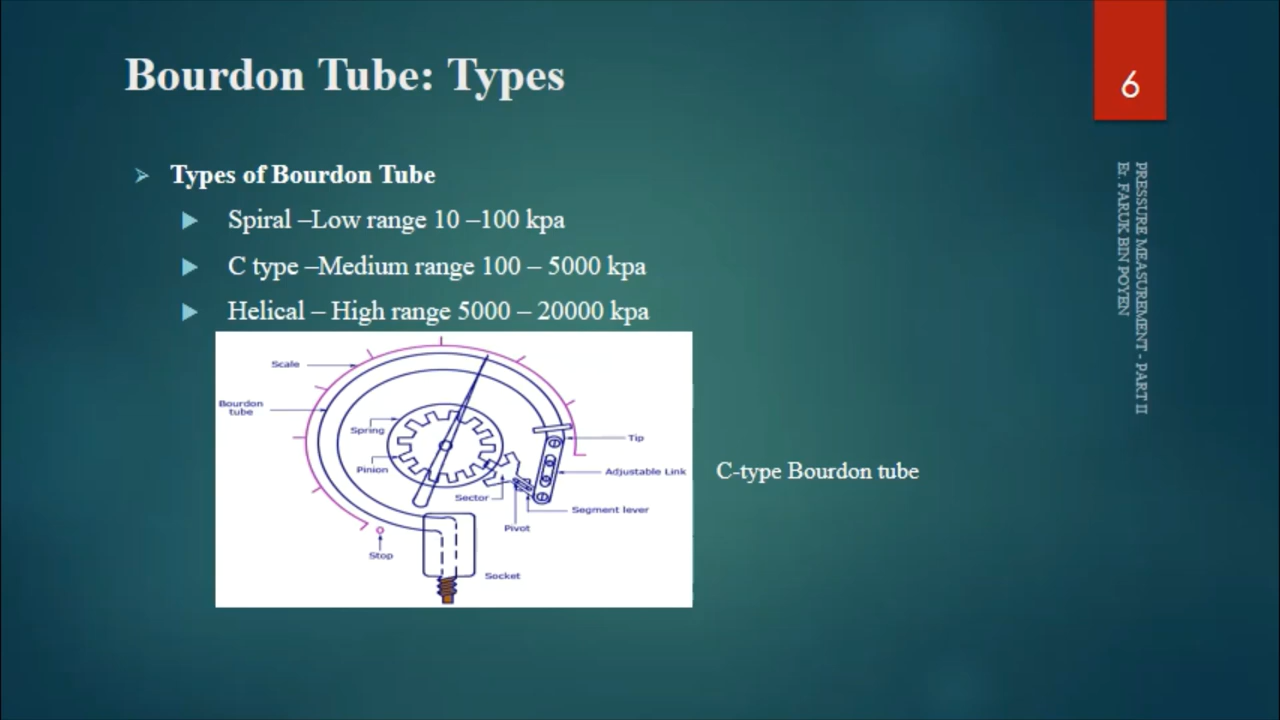 Bourdon Tube: Types
6
Types of Bourdon Tube
Spiral –Low range 10 –100 kpa
C type –Medium range 100 – 5000 kpa
Helical – High range 5000 – 20000 kpa
Scale
Bourdon
tube
Spring
Pinion
Sector
Pivot
Stop
Socket
Tip
Adjustable Link
Segment lever
C-type Bourdon tube
PRESSURE MEASUREMENT - PART II
Er. FARUK BIN POYEN